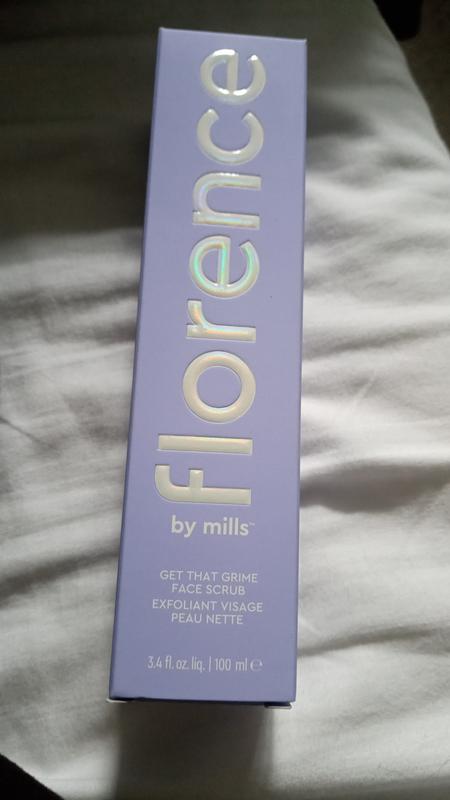 florence
by mills™
GET THAT GRIME
FACE SCRUB
EXFOLIANT VISAGE
PEAU NETTE
3.4 fl. oz. liq. | 100 ml ℮